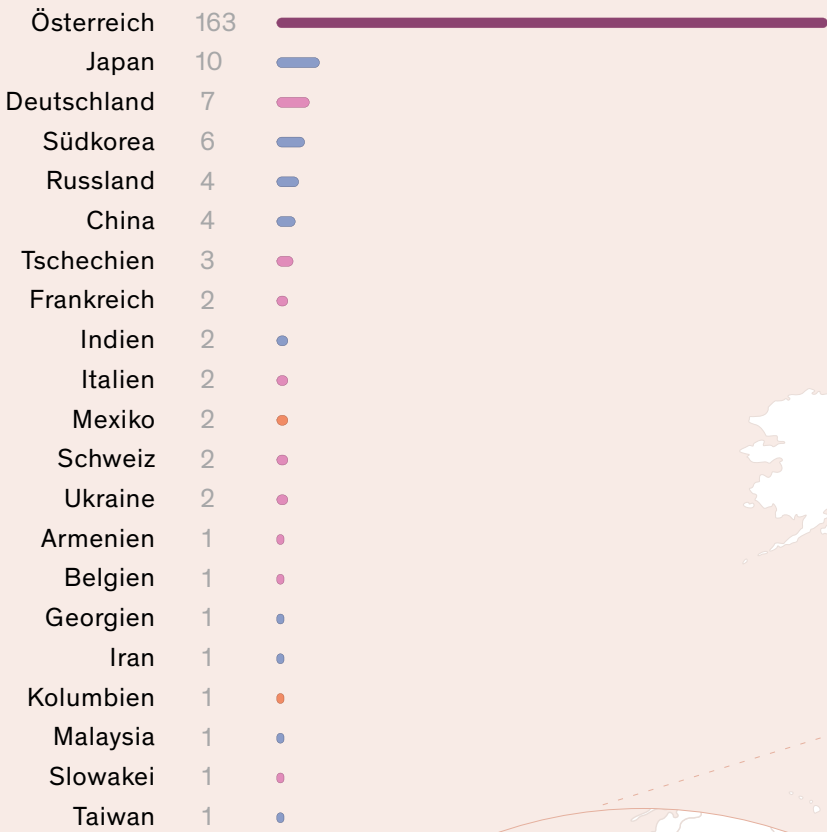 Österreich 163
Japan 10
Deutschland 7
Südkorea 6
Russland 4
China 4
Tschechien 3
Frankreich 2
Indien 2
Italien 2
Mexiko 2
Schweiz 2
Ukraine 2
Armenien 1
Belgien 1
Georgien 1
Iran 1
Kolumbien 1
Malaysia 1
Slowakei 1
Taiwan 1